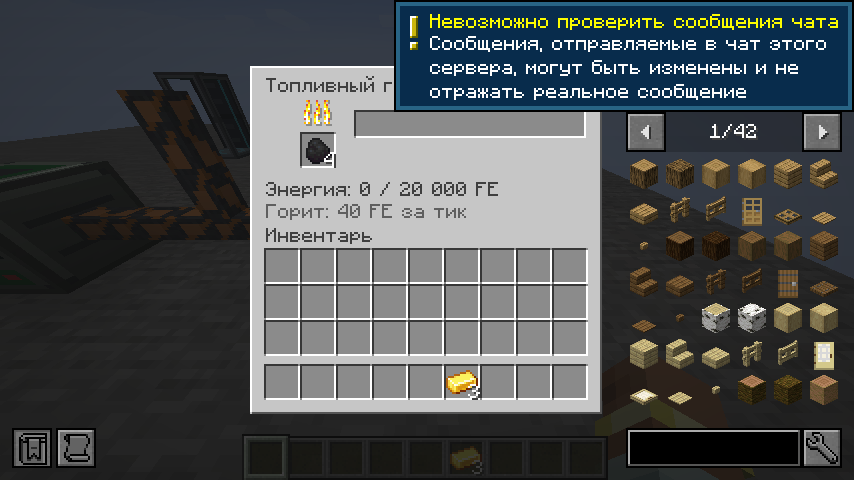 Невозможно проверить сообщения чата
Сообщения, отправляемые в чат этого
сервера, могут быть изменены и не
отражать реальное сообщение
Топливный
1/42
Энергия: 0 / 20 000 FE
Горит: 40 FE за тик
Инвентарь
3
3